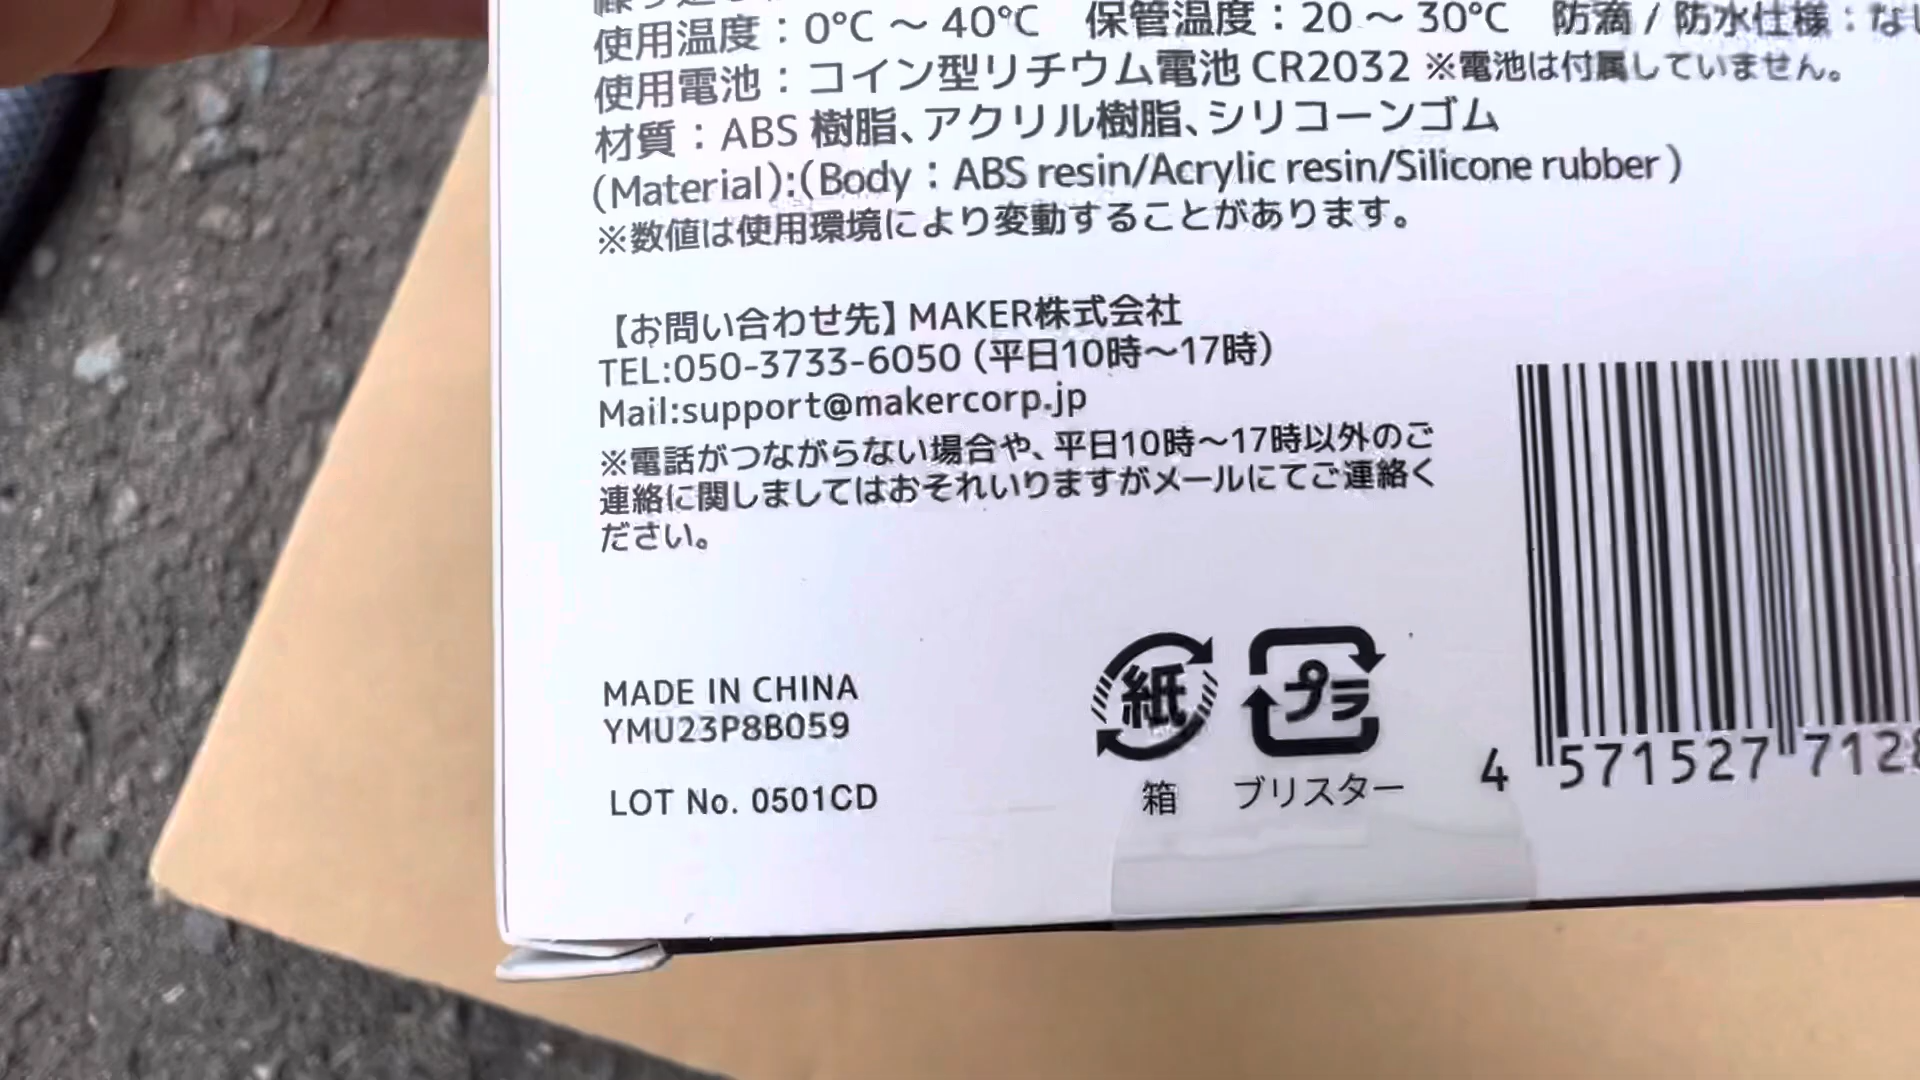 使用温度：0℃ ～ 40℃　保管温度：20 ～ 30℃　防滴 / 防水仕様：なし
使用電池：コイン型リチウム電池 CR2032 ※電池は付属していません。
材質：ABS 樹脂、アクリル樹脂、シリコーンゴム
(Material):(Body：ABS resin/Acrylic resin/Silicone rubber)
※数値は使用環境により変動することがあります。
【お問い合わせ先】MAKER株式会社
TEL:050-3733-6050 (平日10時～17時)
Mail:support@makercorp.jp
※電話がつながらない場合や、平日10時～17時以外のご
連絡に関しましてはおそれいりますがメールにてご連絡く
ださい。
MADE IN CHINA
YMU23P8B059
LOT No. 0501CD
紙
箱
プラ
ブリスター
4 571527 7128